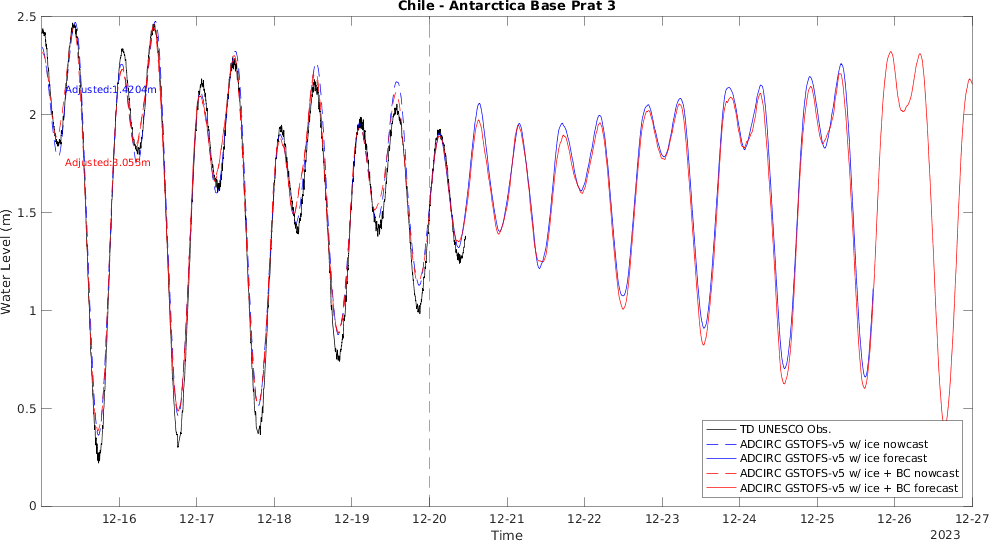 Chile - Antarctica Base Prat 3
2.5
2
1.5
1
0.5
0
Water Level (m)
Adjusted:1.4204m
Adjusted:3.055m
TD UNESCO Obs.
ADCIRC GSTOFS-v5 w/ ice nowcast
ADCIRC GSTOFS-v5 w/ ice forecast
ADCIRC GSTOFS-v5 w/ ice + BC nowcast
ADCIRC GSTOFS-v5 w/ ice + BC forecast
12-16 12-17 12-18 12-19 12-20 12-21 12-22 12-23 12-24 12-25 12-26 12-27
Time
2023